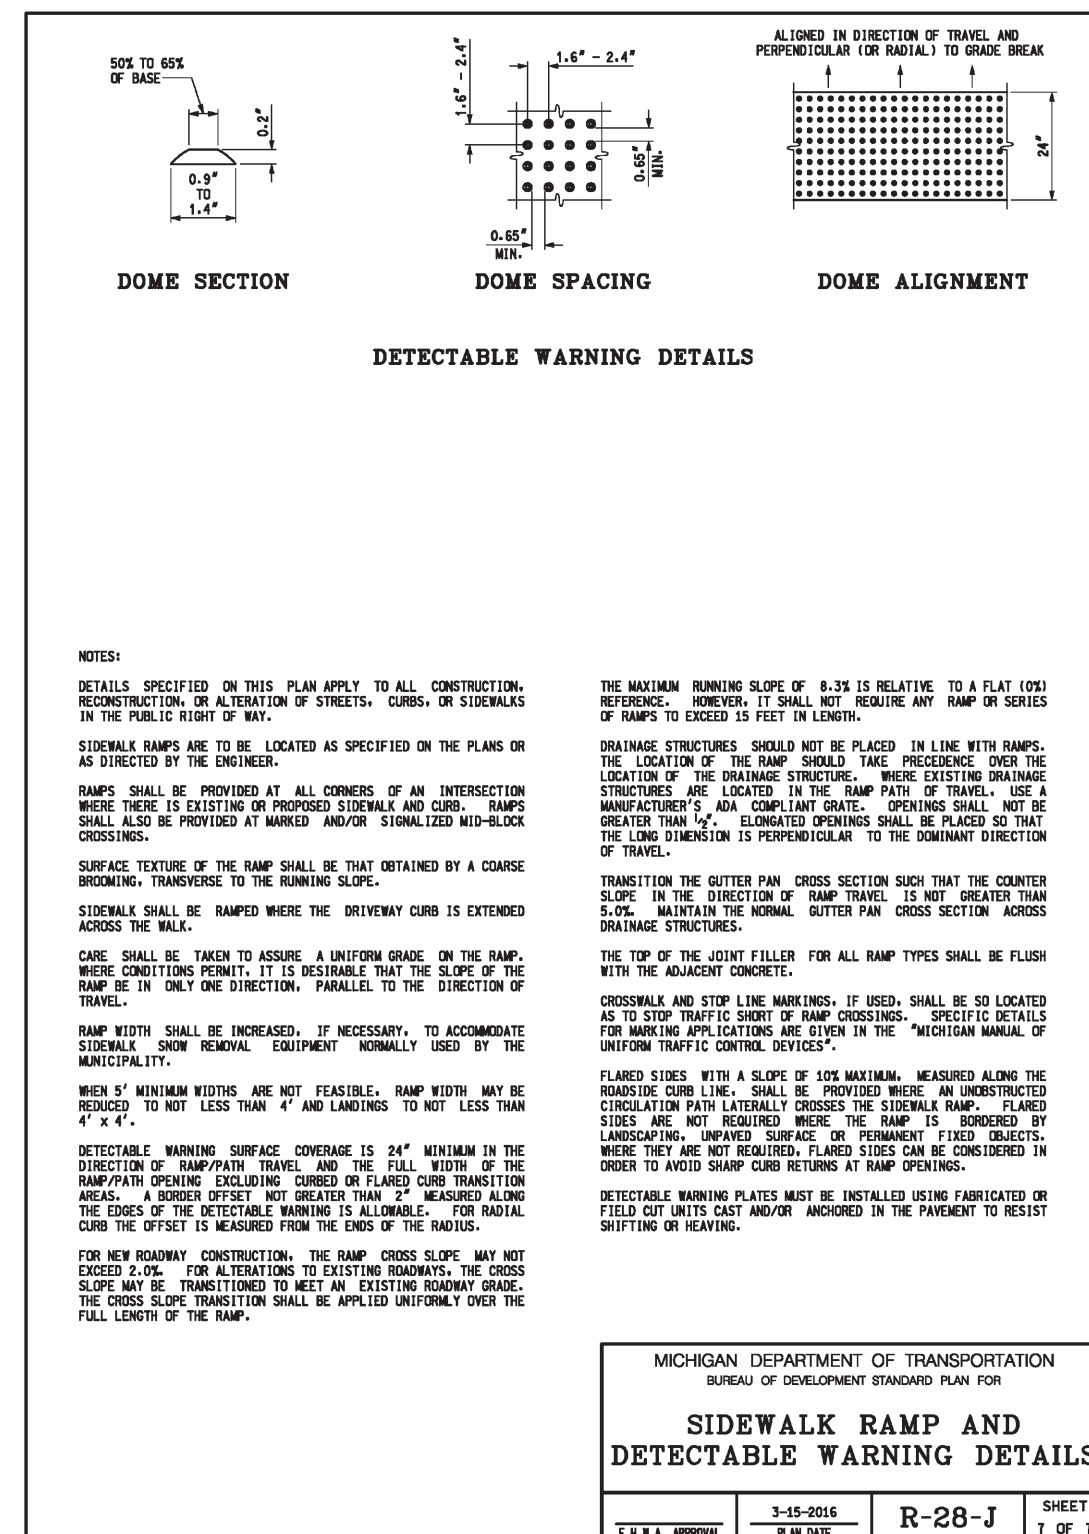 50% TO 65%
OF BASE
0.2"
0.9"
TO
1.4"
DOME SECTION
1.6" - 2.4"
1.6" - 2.4"
0.65"
MIN.
0.65"
MIN.
DOME SPACING
ALIGNED IN DIRECTION OF TRAVEL AND
PERPENDICULAR (OR RADIAL) TO GRADE BREAK
24"
DOME ALIGNMENT
DETECTABLE WARNING DETAILS
NOTES:
DETAILS SPECIFIED ON THIS PLAN APPLY TO ALL CONSTRUCTION,
RECONSTRUCTION, OR ALTERATION OF STREETS, CURBS, OR SIDEWALKS
IN THE PUBLIC RIGHT OF WAY.
SIDEWALK RAMPS ARE TO BE LOCATED AS SPECIFIED ON THE PLANS OR
AS DIRECTED BY THE ENGINEER.
RAMPS SHALL BE PROVIDED AT ALL CORNERS OF AN INTERSECTION
WHERE THERE IS EXISTING OR PROPOSED SIDEWALK AND CURB. RAMPS
SHALL ALSO BE PROVIDED AT MARKED AND/OR SIGNALIZED MID-BLOCK
CROSSINGS.
SURFACE TEXTURE OF THE RAMP SHALL BE THAT OBTAINED BY A COARSE
BROOMING, TRANSVERSE TO THE RUNNING SLOPE.
SIDEWALK SHALL BE RAMPED WHERE THE DRIVEWAY CURB IS EXTENDED
ACROSS THE WALK.
CARE SHALL BE TAKEN TO ASSURE A UNIFORM GRADE ON THE RAMP.
WHERE CONDITIONS PERMIT, IT IS DESIRABLE THAT THE SLOPE OF THE
RAMP BE IN ONLY ONE DIRECTION, PARALLEL TO THE DIRECTION OF
TRAVEL.
RAMP WIDTH SHALL BE INCREASED, IF NECESSARY, TO ACCOMMODATE
SIDEWALK SNOW REMOVAL EQUIPMENT NORMALLY USED BY THE
MUNICIPALITY.
WHEN 5' MINIMUM WIDTHS ARE NOT FEASIBLE, RAMP WIDTH MAY BE
REDUCED TO NOT LESS THAN 4' AND LANDINGS TO NOT LESS THAN
4' x 4'.
DETECTABLE WARNING SURFACE COVERAGE IS 24" MINIMUM IN THE
DIRECTION OF RAMP/PATH TRAVEL AND THE FULL WIDTH OF THE
RAMP/PATH OPENING EXCLUDING CURBED OR FLARED CURB TRANSITION
AREAS. A BORDER OFFSET NOT GREATER THAN 2" MEASURED ALONG
THE EDGES OF THE DETECTABLE WARNING IS ALLOWABLE. FOR RADIAL
CURB THE OFFSET IS MEASURED FROM THE ENDS OF THE RADIUS.
FOR NEW ROADWAY CONSTRUCTION, THE RAMP CROSS SLOPE MAY NOT
EXCEED 2.0%. FOR ALTERATIONS TO EXISTING ROADWAYS, THE CROSS
SLOPE MAY BE TRANSITIONED TO MEET AN EXISTING ROADWAY GRADE.
THE CROSS SLOPE TRANSITION SHALL BE APPLIED UNIFORMLY OVER THE
FULL LENGTH OF THE RAMP.
THE MAXIMUM RUNNING SLOPE OF 8.3% IS RELATIVE TO A FLAT (0%)
REFERENCE. HOWEVER, IT SHALL NOT REQUIRE ANY RAMP OR SERIES
OF RAMPS TO EXCEED 15 FEET IN LENGTH.
DRAINAGE STRUCTURES SHOULD NOT BE PLACED IN LINE WITH RAMPS.
THE LOCATION OF THE RAMP SHOULD TAKE PRECEDENCE OVER THE
LOCATION OF THE DRAINAGE STRUCTURE. WHERE EXISTING DRAINAGE
STRUCTURES ARE LOCATED IN THE RAMP PATH OF TRAVEL, USE A
MANUFACTURER'S ADA COMPLIANT GRATE. OPENINGS SHALL NOT BE
GREATER THAN 1/2". ELONGATED OPENINGS SHALL BE PLACED SO THAT
THE LONG DIMENSION IS PERPENDICULAR TO THE DOMINANT DIRECTION
OF TRAVEL.
TRANSITION THE GUTTER PAN CROSS SECTION SUCH THAT THE COUNTER
SLOPE IN THE DIRECTION OF RAMP TRAVEL IS NOT GREATER THAN
5.0%. MAINTAIN THE NORMAL GUTTER PAN CROSS SECTION ACROSS
DRAINAGE STRUCTURES.
THE TOP OF THE JOINT FILLER FOR ALL RAMP TYPES SHALL BE FLUSH
WITH THE ADJACENT CONCRETE.
CROSSWALK AND STOP LINE MARKINGS, IF USED, SHALL BE SO LOCATED
AS TO STOP TRAFFIC SHORT OF RAMP CROSSINGS. SPECIFIC DETAILS
FOR MARKING APPLICATIONS ARE GIVEN IN THE "MICHIGAN MANUAL OF
UNIFORM TRAFFIC CONTROL DEVICES".
FLARED SIDES WITH A SLOPE OF 10% MAXIMUM, MEASURED ALONG THE
ROADSIDE CURB LINE, SHALL BE PROVIDED WHERE AN UNOBSTRUCTED
CIRCULATION PATH LATERALLY CROSSES THE SIDEWALK RAMP. FLARED
SIDES ARE NOT REQUIRED WHERE THE RAMP IS BORDERED BY
LANDSCAPING, UNPAVED SURFACE OR PERMANENT FIXED OBJECTS.
WHERE THEY ARE NOT REQUIRED, FLARED SIDES CAN BE CONSIDERED IN
ORDER TO AVOID SHARP CURB RETURNS AT RAMP OPENINGS.
DETECTABLE WARNING PLATES MUST BE INSTALLED USING FABRICATED OR
FIELD CUT UNITS CAST AND/OR ANCHORED IN THE PAVEMENT TO RESIST
SHIFTING OR HEAVING.
MICHIGAN DEPARTMENT OF TRANSPORTATION
BUREAU OF DEVELOPMENT STANDARD PLAN FOR
SIDEWALK RAMP AND
DETECTABLE WARNING DETAILS
F.H.W.A. APPROVAL
3-15-2016
PLAN DATE
R-28-J
SHEET
7 OF